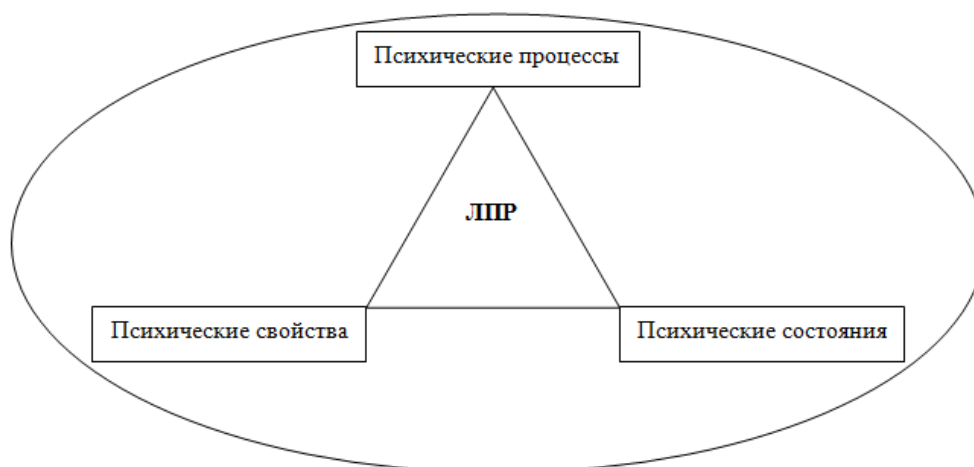 Психические процессы
ЛПР
Психические свойства
Психические состояния